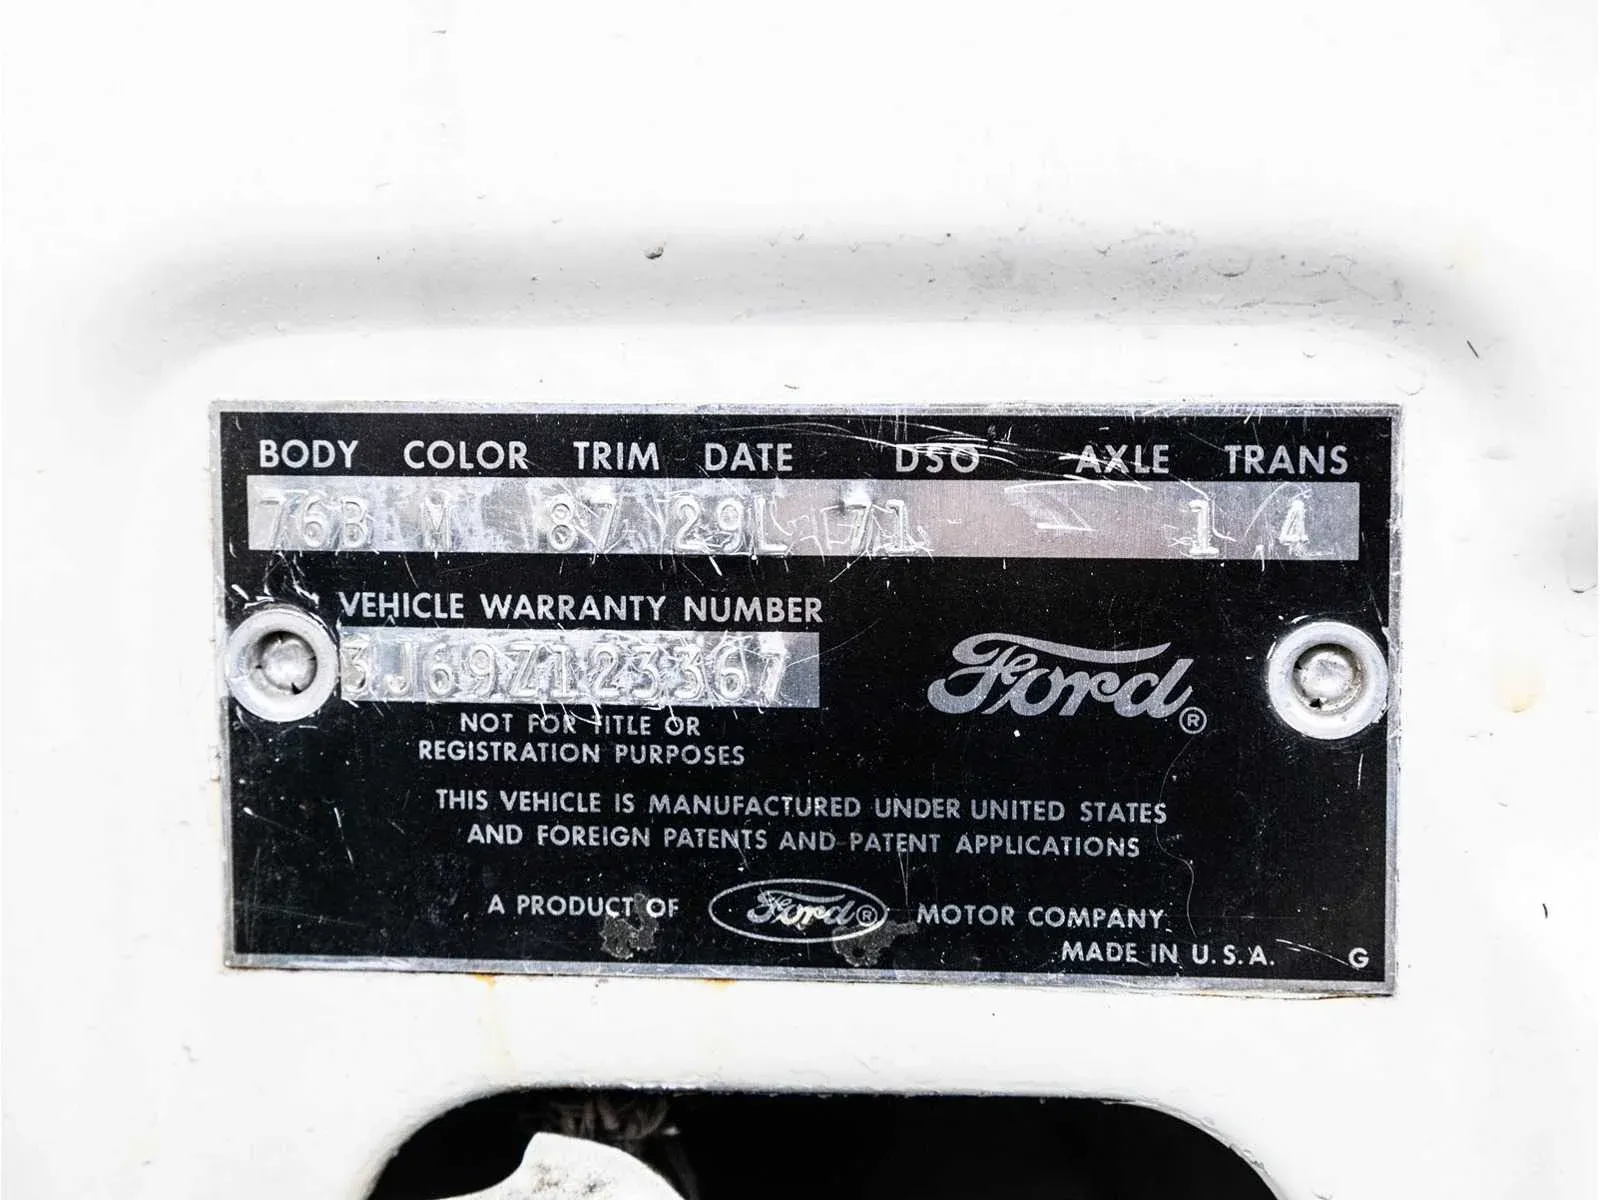 BODY COLOR TRIM DATE DSO AXLE TRANS
76B M 87 29L 71 1 4
VEHICLE WARRANTY NUMBER
3J69Z123367
Ford®
NOT FOR TITLE OR
REGISTRATION PURPOSES
THIS VEHICLE IS MANUFACTURED UNDER UNITED STATES
AND FOREIGN PATENTS AND PATENT APPLICATIONS
A PRODUCT OF Ford® MOTOR COMPANY
MADE IN U.S.A. G